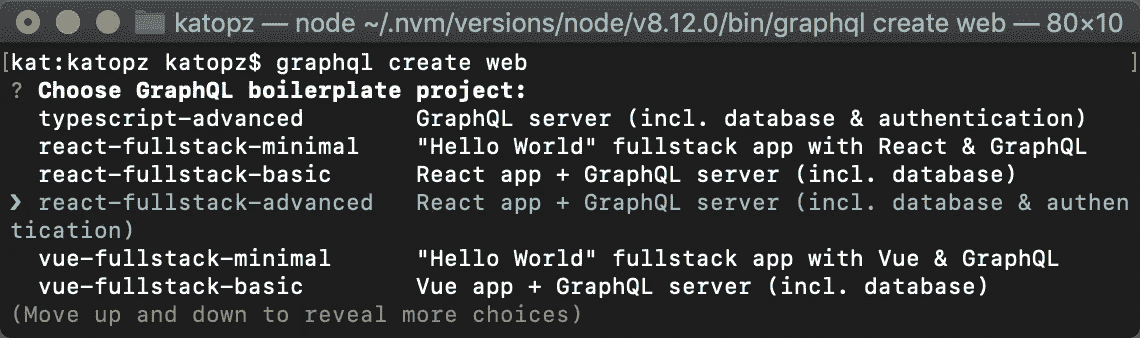 katopz — node ~/.nvm/versions/node/v8.12.0/bin/graphql create web — 80×10
[kat:katopz katopz$ graphql create web ]
? Choose GraphQL boilerplate project:
typescript-advanced GraphQL server (incl. database & authentication)
react-fullstack-minimal "Hello World" fullstack app with React & GraphQL
react-fullstack-basic React app + GraphQL server (incl. database)
❯ react-fullstack-advanced React app + GraphQL server (incl. database & authen
tication)
vue-fullstack-minimal "Hello World" fullstack app with Vue & GraphQL
vue-fullstack-basic Vue app + GraphQL server (incl. database)
(Move up and down to reveal more choices)